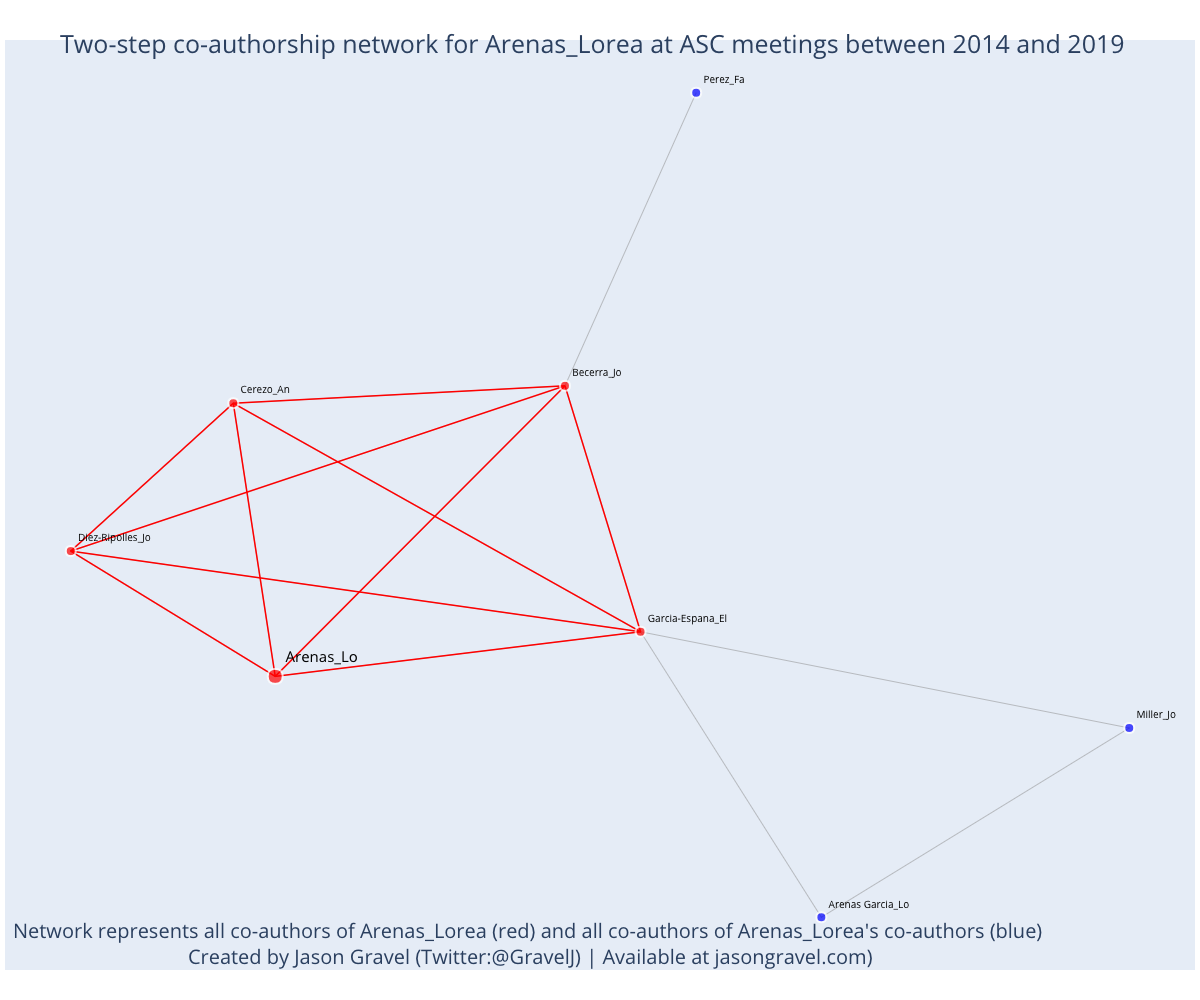 Two-step co-authorship network for Arenas_Lorea at ASC meetings between 2014 and 2019
Perez_Fa
Becerra_Jo
Cerezo_An
Diez-Ripolles_Jo
Garcia-Espana_El
Arenas_Lo
Miller_Jo
Arenas Garcia_Lo
Network represents all co-authors of Arenas_Lorea (red) and all co-authors of Arenas_Lorea's co-authors (blue)
Created by Jason Gravel (Twitter:@GravelJ) | Available at jasongravel.com)